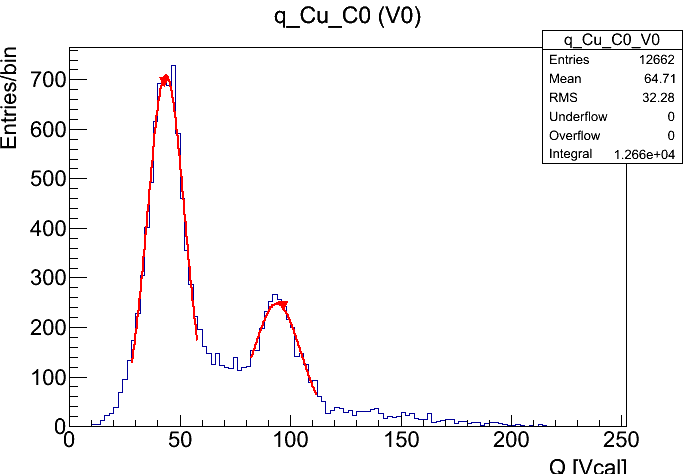 q_Cu_C0 (V0)
q_Cu_C0_V0
Entries 12662
Mean 64.71
RMS 32.28
Underflow 0
Overflow 0
Integral 1.266e+04
Entries/bin
700
600
500
400
300
200
100
0
0 50 100 150 200 250
Q [Vcal]